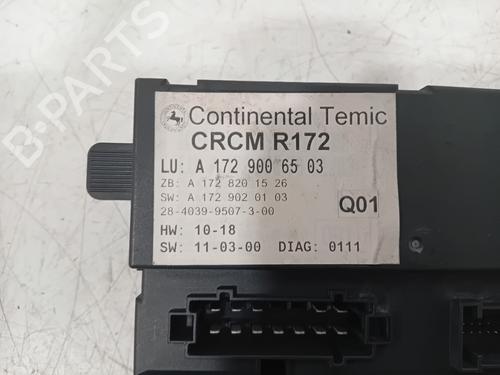 Continental Temic
CRCM R172
LU: A 172 900 65 03
ZB: A 172 820 15 26
SW: A 172 902 01 03
28-4039-9507-3-00
Q01
HW: 10-18
SW: 11-03-00 DIAG: 0111
B-PARTS
B-PARTS